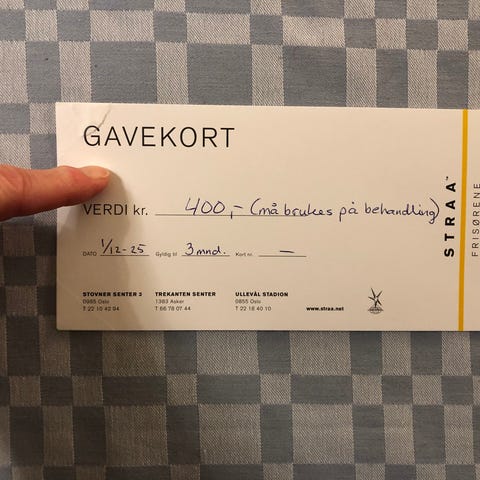 GAVEKORT
VERDI kr. 400,- (må brukes på behandling)
DATO 1/12-25 Gyldig til 3 mnd. Kort nr. —
STOVNER SENTER 3
0985 Oslo
T 22 10 42 94
TREKANTEN SENTER
1383 Asker
T 66 78 07 44
ULLEVÅL STADION
0855 Oslo
T 22 18 40 10
www.straa.net
STRAA™
FRISØRENE